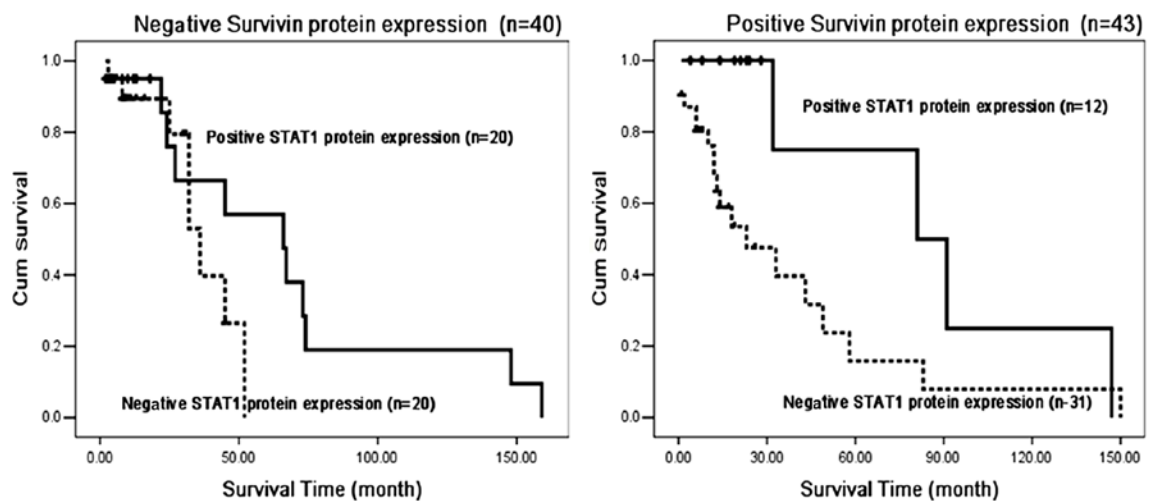 Negative Survivin protein expression (n=40)
Cum survival
1.0
0.8
0.6
0.4
0.2
0.0
Positive STAT1 protein expression (n=20)
Negative STAT1 protein expression (n=20)
0.00 50.00 100.00 150.00
Survival Time (month)
Positive Survivin protein expression (n=43)
Cum survival
1.0
0.8
0.6
0.4
0.2
0.0
Positive STAT1 protein expression (n=12)
Negative STAT1 protein expression (n-31)
0.00 30.00 60.00 90.00 120.00 150.00
Survival Time (month)